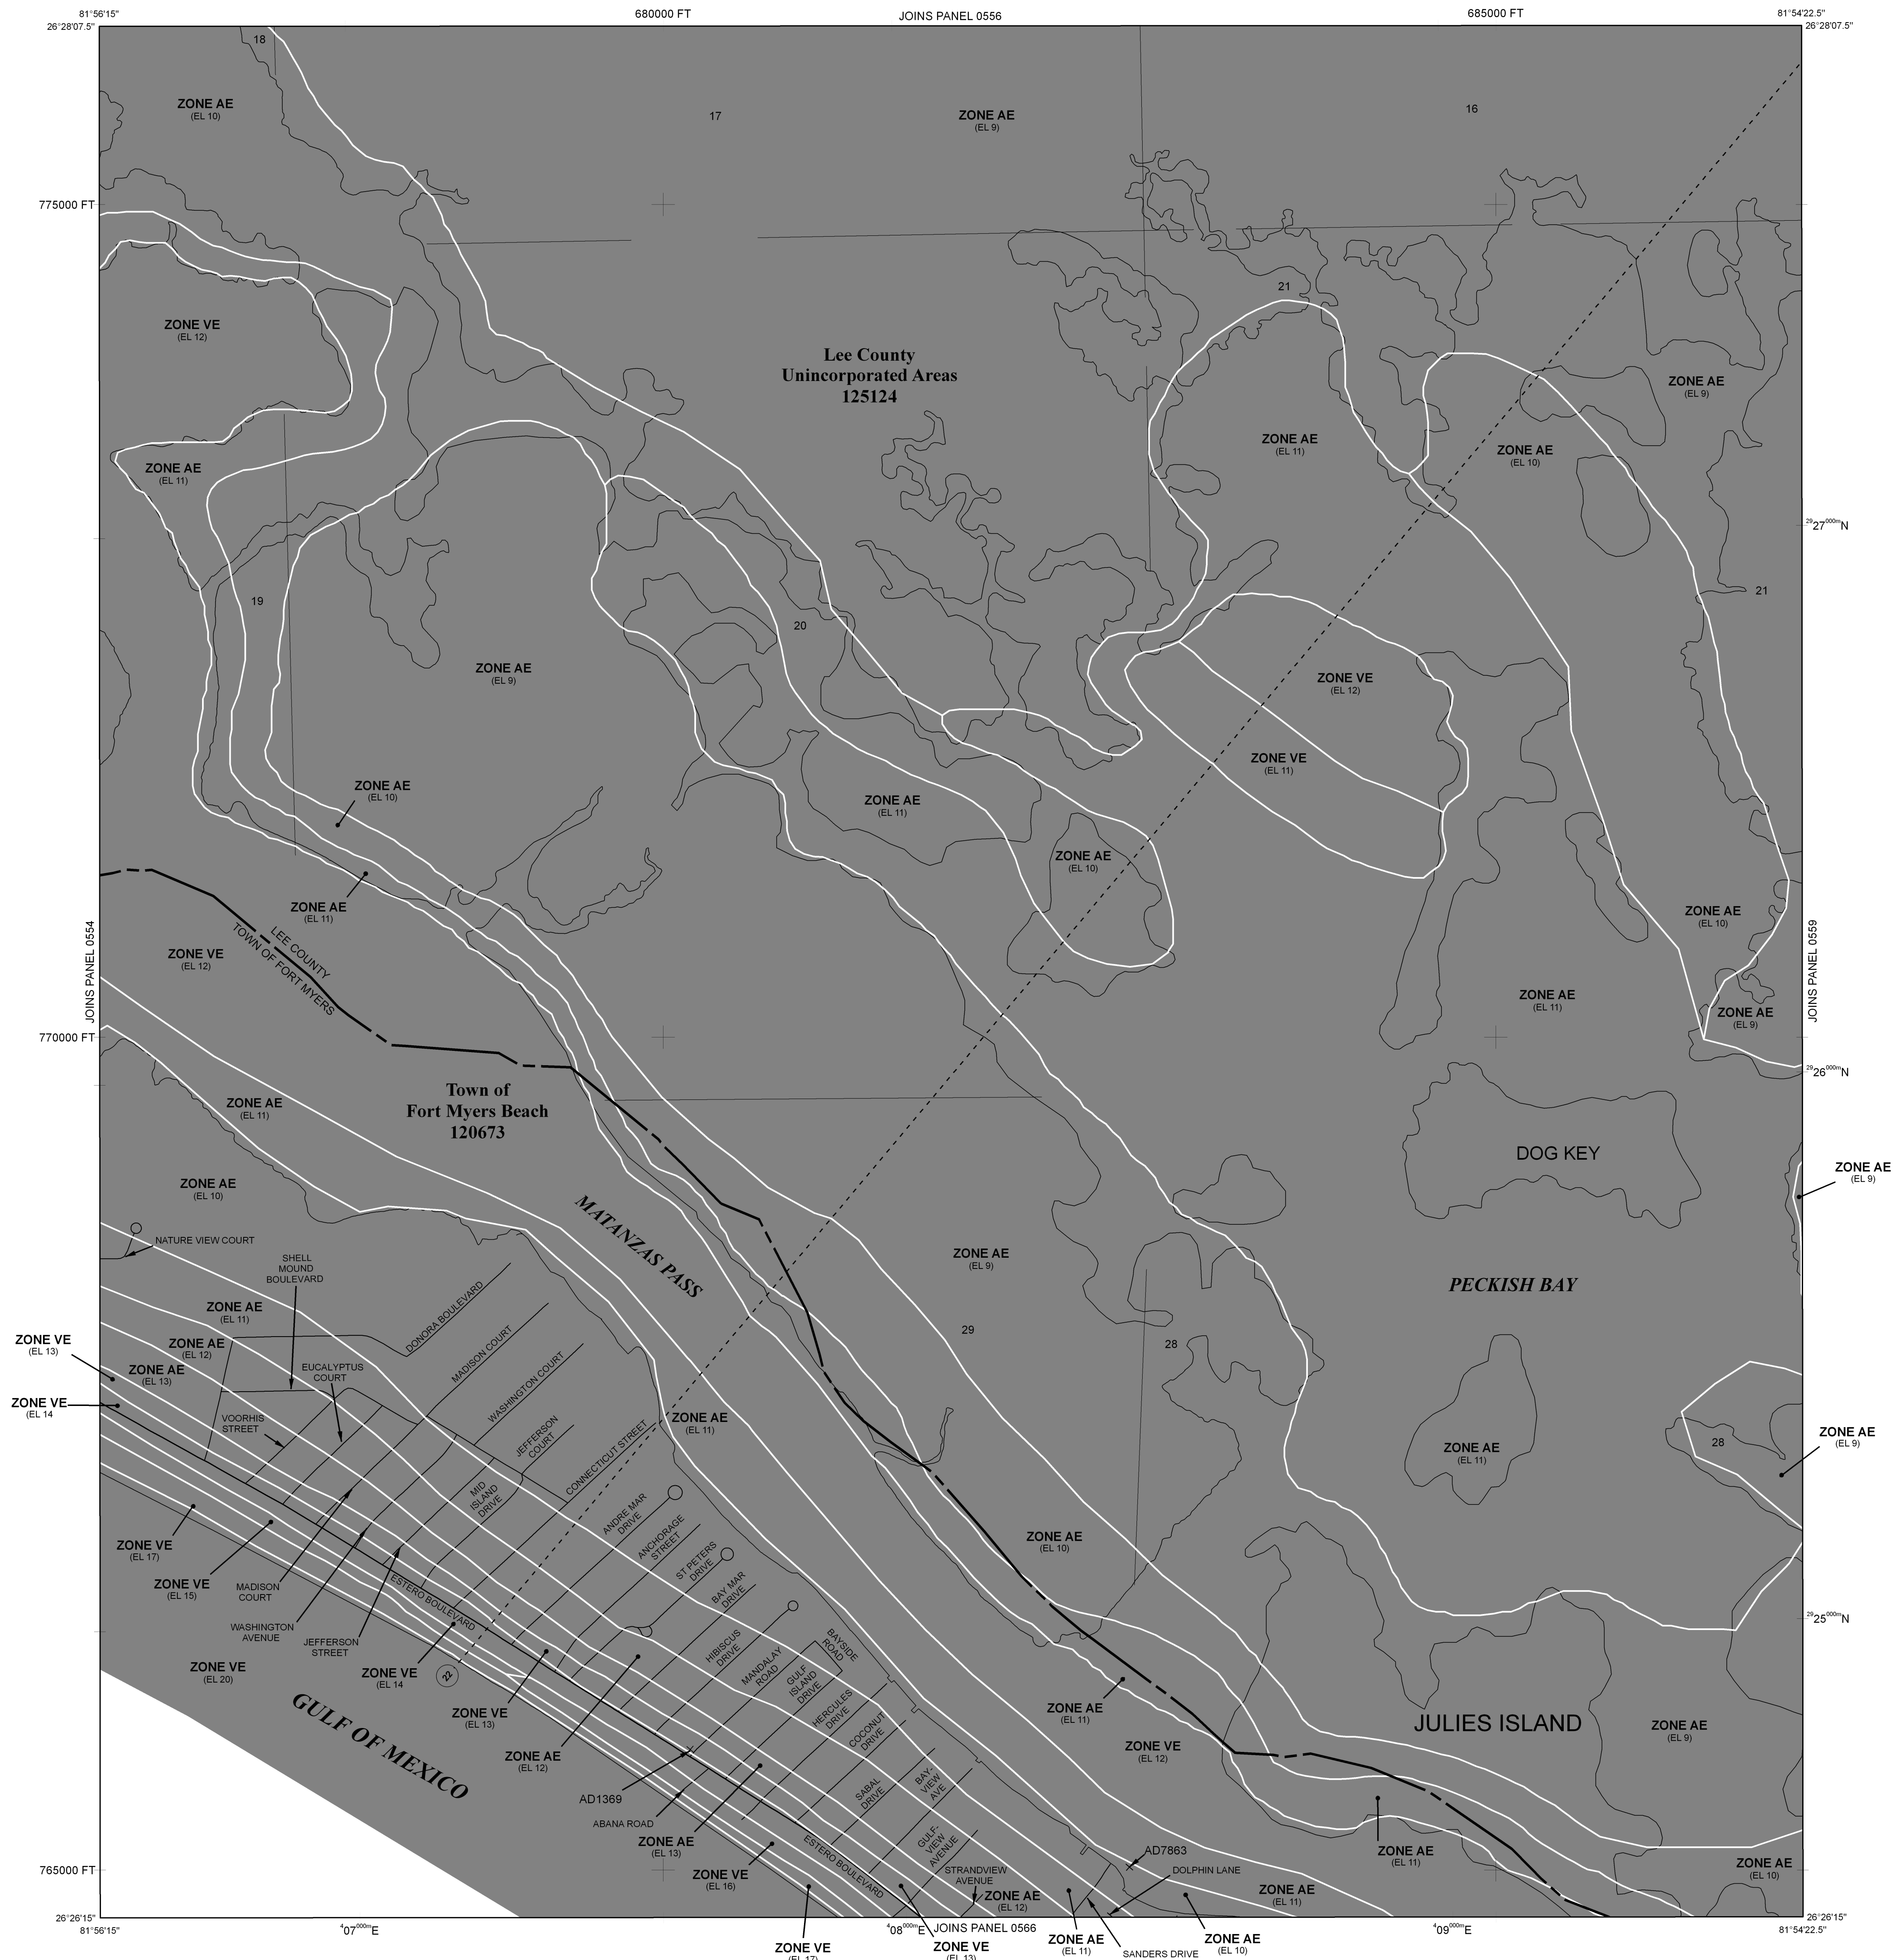 81°56'15"
680000 FT
JOINS PANEL 0556
685000 FT
81°54'22.5"
26°28'07.5"
26°28'07.5"
18
ZONE AE
(EL 10)
17
ZONE AE
(EL 9)
16
775000 FT
21
ZONE VE
(EL 12)
Lee County
Unincorporated Areas
125124
ZONE AE
(EL 9)
ZONE AE
(EL 11)
ZONE AE
(EL 10)
ZONE AE
(EL 11)
29 27 000m N
19
20
21
ZONE AE
(EL 9)
ZONE VE
(EL 12)
ZONE VE
(EL 11)
ZONE AE
(EL 10)
ZONE AE
(EL 11)
ZONE AE
(EL 10)
ZONE AE
(EL 11)
ZONE AE
(EL 10)
JOINS PANEL 0554
JOINS PANEL 0559
LEE COUNTY
TOWN OF FORT MYERS
ZONE VE
(EL 12)
ZONE AE
(EL 11)
ZONE AE
(EL 9)
770000 FT
29 26 000m N
Town of
Fort Myers Beach
120673
ZONE AE
(EL 11)
DOG KEY
ZONE AE
(EL 9)
ZONE AE
(EL 10)
MATANZAS PASS
NATURE VIEW COURT
SHELL
MOUND
BOULEVARD
ZONE AE
(EL 9)
PECKISH BAY
DONORA BOULEVARD
ZONE AE
(EL 11)
29
28
ZONE VE
(EL 13)
ZONE AE
(EL 12)
ZONE AE
(EL 13)
EUCALYPTUS
COURT
MADISON COURT
WASHINGTON COURT
ZONE VE
(EL 14
VOORHIS
STREET
JEFFERSON
COURT
CONNECTICUT STREET
ZONE AE
(EL 11)
ZONE AE
(EL 11)
28
ZONE AE
(EL 9)
MID
ISLAND
DRIVE
ANDRE MAR
DRIVE
ANCHORAGE
STREET
ST PETERS
DRIVE
BAY MAR
DRIVE
ZONE AE
(EL 10)
ZONE VE
(EL 17)
ZONE VE
(EL 15)
MADISON
COURT
ESTERO BOULEVARD
WASHINGTON
AVENUE
JEFFERSON
STREET
29 25 000m N
HIBISCUS
DRIVE
MANDALAY
ROAD
BAYSIDE
ROAD
GULF
ISLAND
DRIVE
ZONE VE
(EL 20)
ZONE VE
(EL 14
22
ZONE VE
(EL 13)
HERCULES
DRIVE
COCONUT
DRIVE
ZONE AE
(EL 11)
JULIES ISLAND
ZONE AE
(EL 9)
GULF OF MEXICO
ZONE AE
(EL 12)
ZONE VE
(EL 12)
SABAL
DRIVE
BAY-
VIEW
AVE
AD1369
ABANA ROAD
ZONE AE
(EL 13)
ESTERO BOULEVARD
GULF-
VIEW
AVENUE
AD7863
ZONE AE
(EL 11)
765000 FT
ZONE VE
(EL 16)
STRANDVIEW
AVENUE
DOLPHIN LANE
ZONE AE
(EL 10)
ZONE AE
(EL 12)
ZONE AE
(EL 11)
26°26'15"
26°26'15"
81°56'15"
4 07 000m E
4 08 000m E
JOINS PANEL 0566
4 09 000m E
81°54'22.5"
ZONE VE
(EL 17)
ZONE VE
(EL 13)
ZONE AE
(EL 11)
SANDERS DRIVE
ZONE AE
(EL 10)